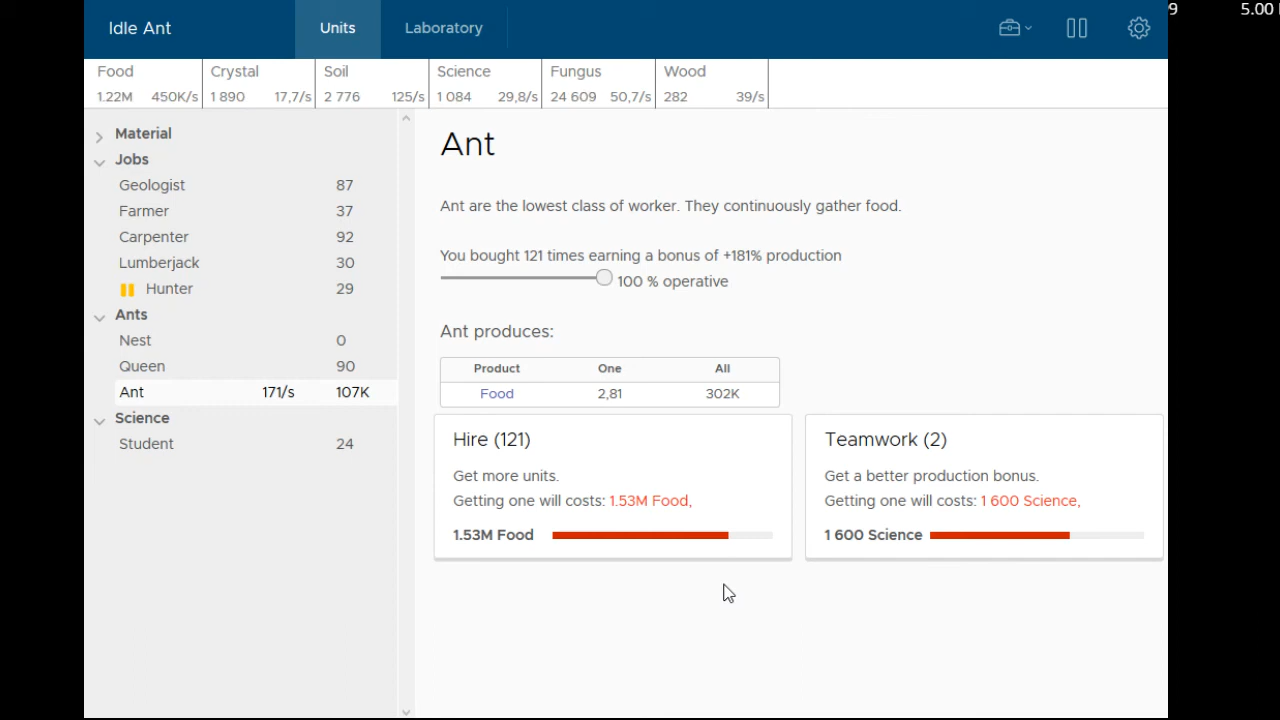 Idle Ant Units Laboratory 9 5.00
Food Crystal Soil Science Fungus Wood
1.22M 450K/s 1 890 17,7/s 2 776 125/s 1 084 29,8/s 24 609 50,7/s 282 39/s
Material
Jobs
Geologist 87
Farmer 37
Carpenter 92
Lumberjack 30
Hunter 29
Ants
Nest 0
Queen 90
Ant 171/s 107K
Science
Student 24
Ant
Ant are the lowest class of worker. They continuously gather food.
You bought 121 times earning a bonus of +181% production
100 % operative
Ant produces:
Product One All
Food 2,81 302K
Hire (121)
Get more units.
Getting one will costs: 1.53M Food,
1.53M Food
Teamwork (2)
Get a better production bonus.
Getting one will costs: 1 600 Science,
1 600 Science